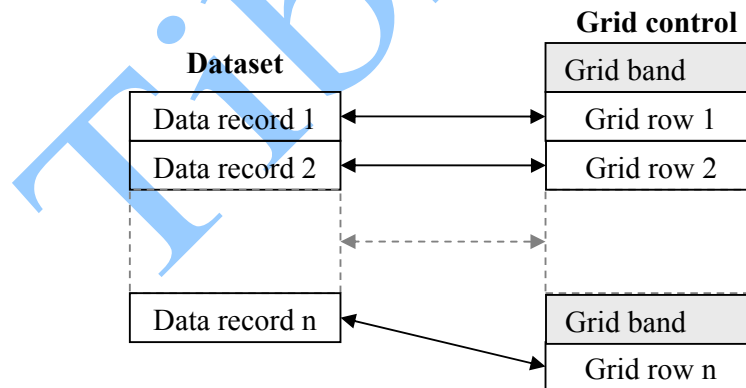 Grid control
Dataset
Grid band
Data record 1
Grid row 1
Data record 2
Grid row 2
Data record n
Grid band
Grid row n
Tib